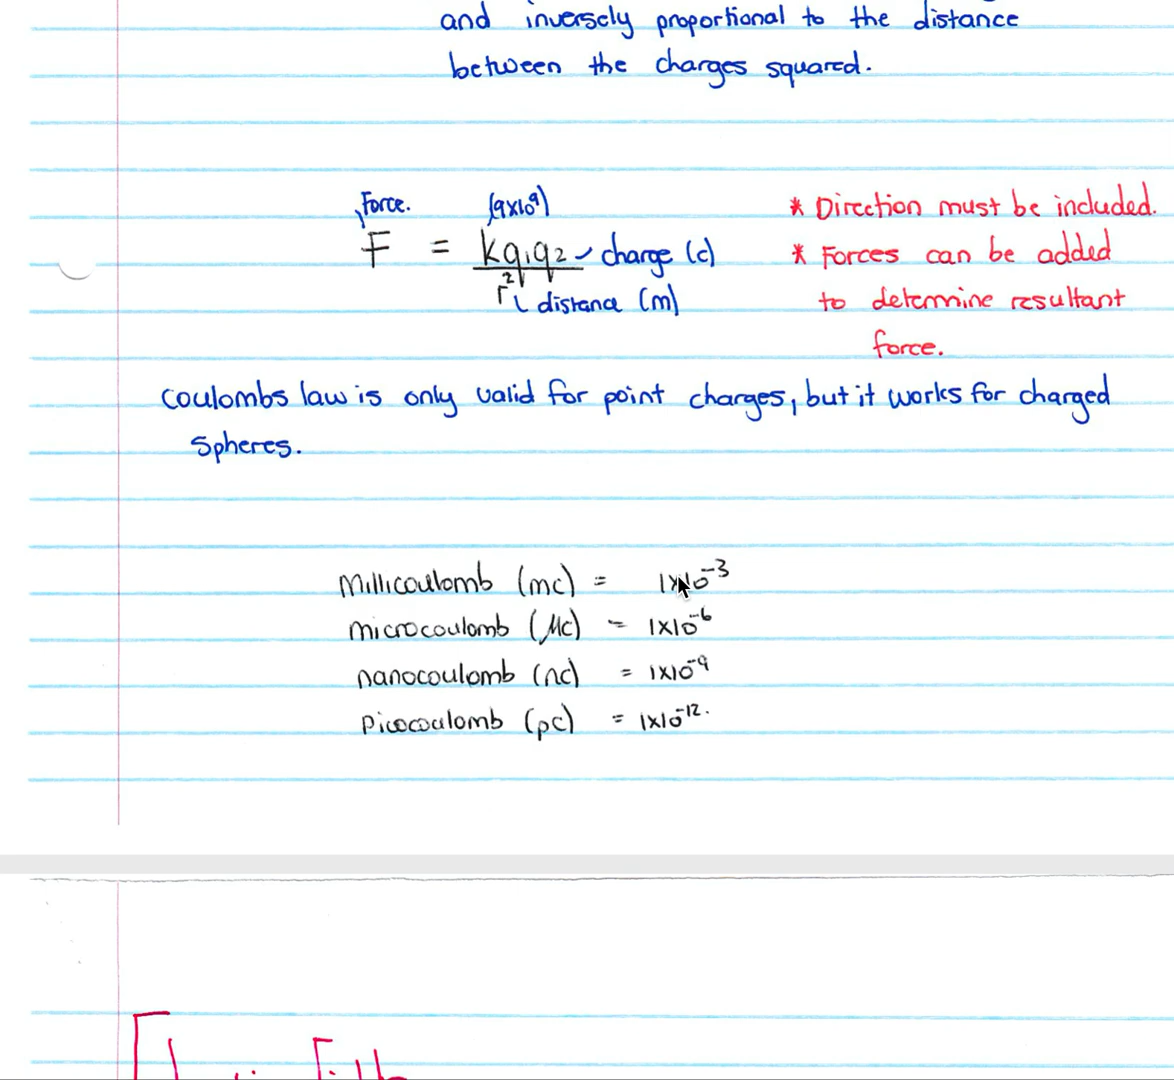 and inversely proportional to the distance
between the charges squared.
Force. (9x10⁹)
F = kq₁q₂ charge (c)
r² distance (m)
* Direction must be included.
* Forces can be added
to determine resultant
force.
Coulombs law is only valid for point charges, but it works for charged
Spheres.
Millicoulomb (mc) = 1x10⁻³
microcoulomb (μc) = 1x10⁻⁶
nanocoulomb (nc) = 1x10⁻⁹
picocoulomb (pc) = 1x10⁻¹².